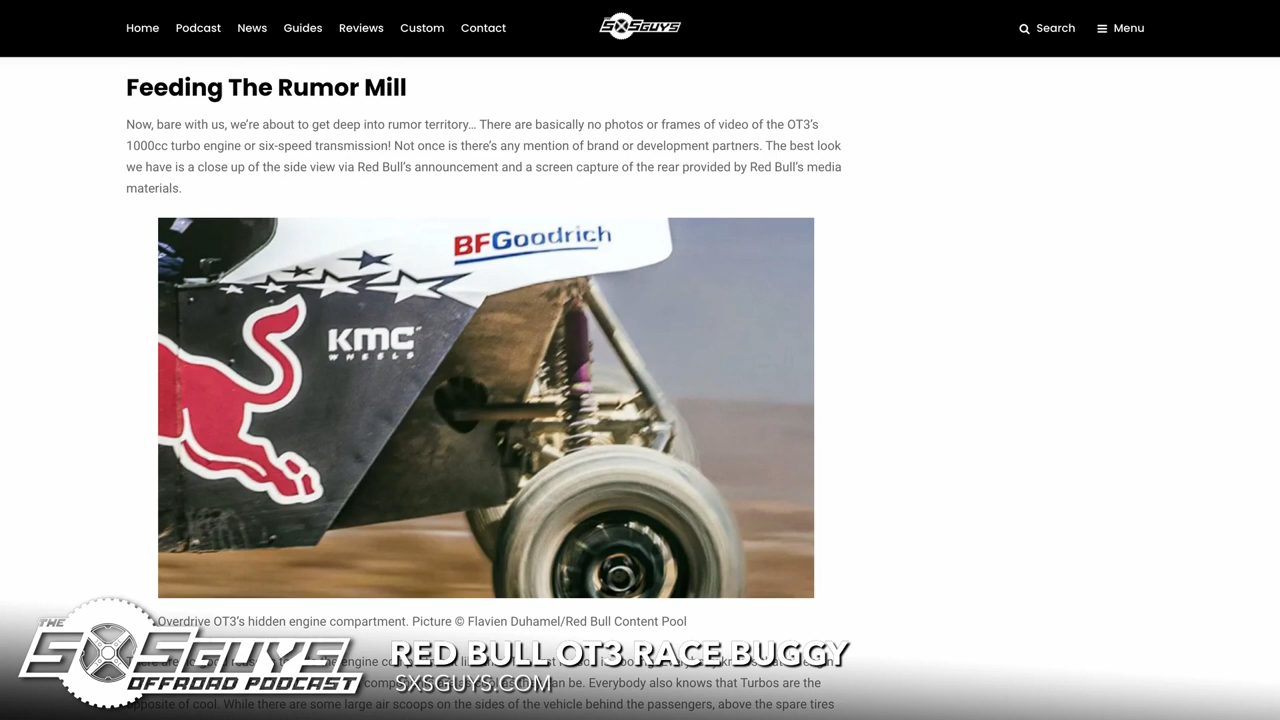 Home Podcast News Guides Reviews Custom Contact
SXSGUYS
Search Menu
Feeding The Rumor Mill
Now, bare with us, we're about to get deep into rumor territory... There are basically no photos or frames of video of the OT3's
1000cc turbo engine or six-speed transmission! Not once is there's any mention of brand or development partners. The best look
we have is a close up of the side view via Red Bull's announcement and a screen capture of the rear provided by Red Bull's media
materials.
BFGoodrich
KMC
WHEELS
Overdrive OT3's hidden engine compartment. Picture © Flavien Duhamel/Red Bull Content Pool
THE
SXSGUYS
OFFROAD PODCAST
RED BULL OT3 RACE BUGGY
SXSGUYS.COM
can be. Everybody also knows that Turbos are the
opposite of cool. While there are some large air scoops on the sides of the vehicle behind the passengers, above the spare tires